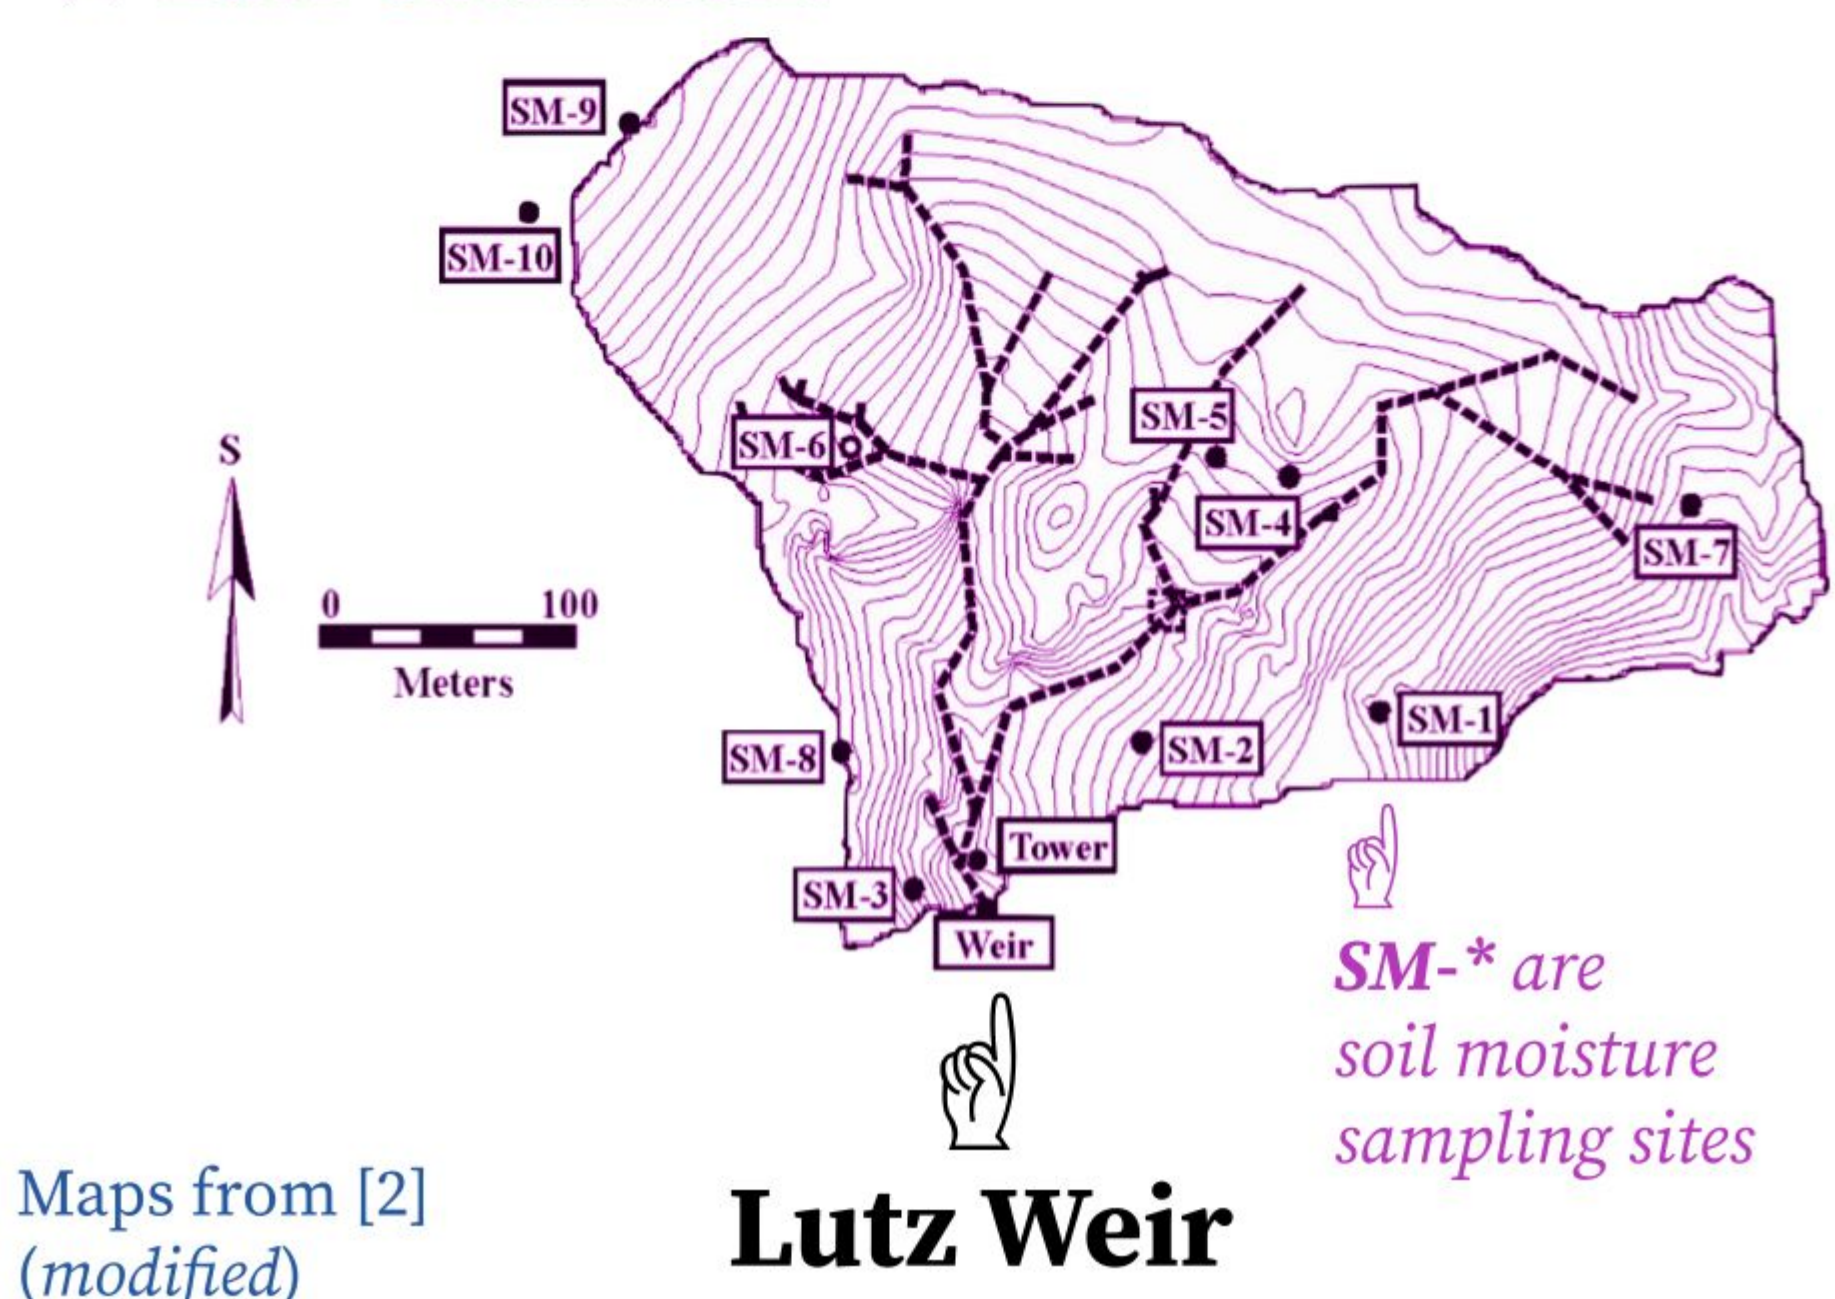 SM-9
SM-10
SM-5
SM-6
S
SM-4
SM-7
0 100
Meters
SM-1
SM-2
SM-8
Tower
SM-3
Weir
SM-* are
soil moisture
sampling sites
Maps from [2]
(modified)
Lutz Weir